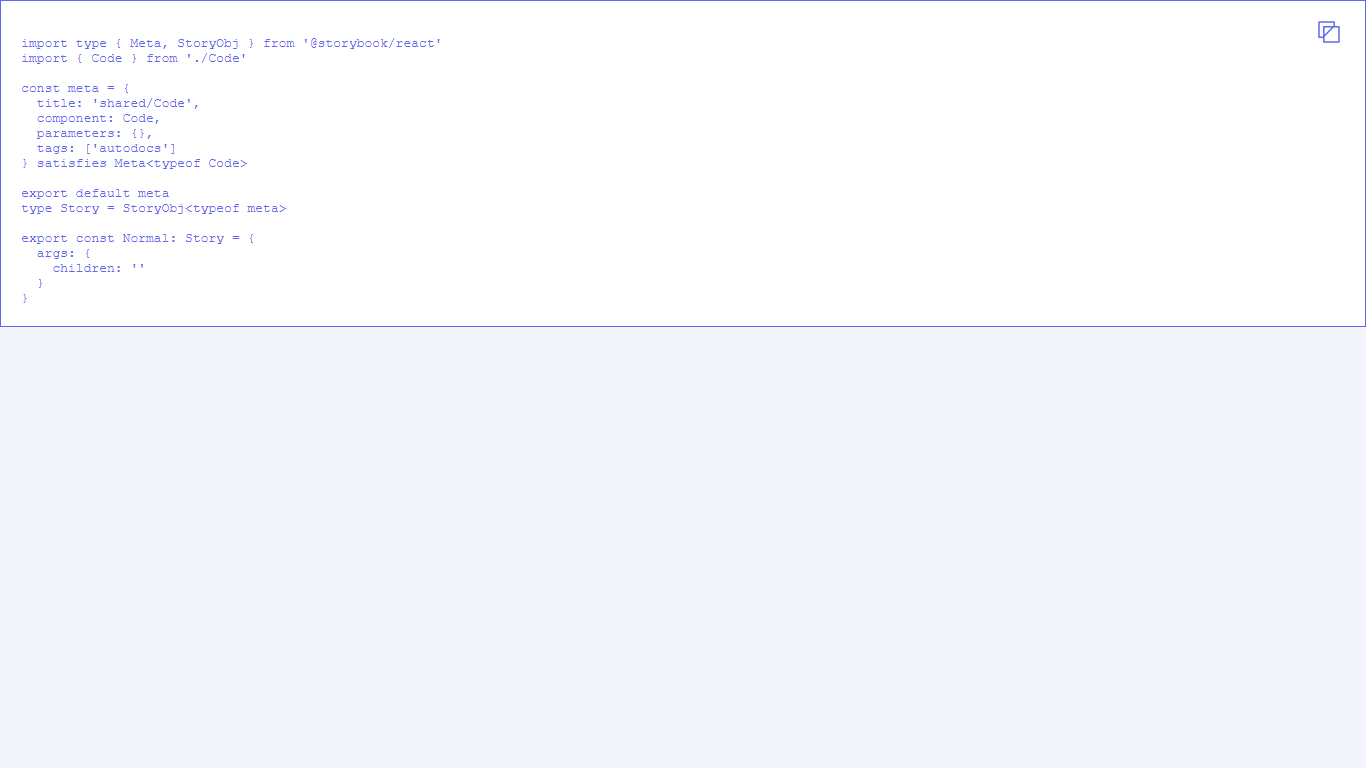 import type { Meta, StoryObj } from '@storybook/react'
import { Code } from './Code'

const meta = {
  title: 'shared/Code',
  component: Code,
  parameters: {},
  tags: ['autodocs']
} satisfies Meta<typeof Code>

export default meta
type Story = StoryObj<typeof meta>

export const Normal: Story = {
  args: {
    children: ''
  }
}